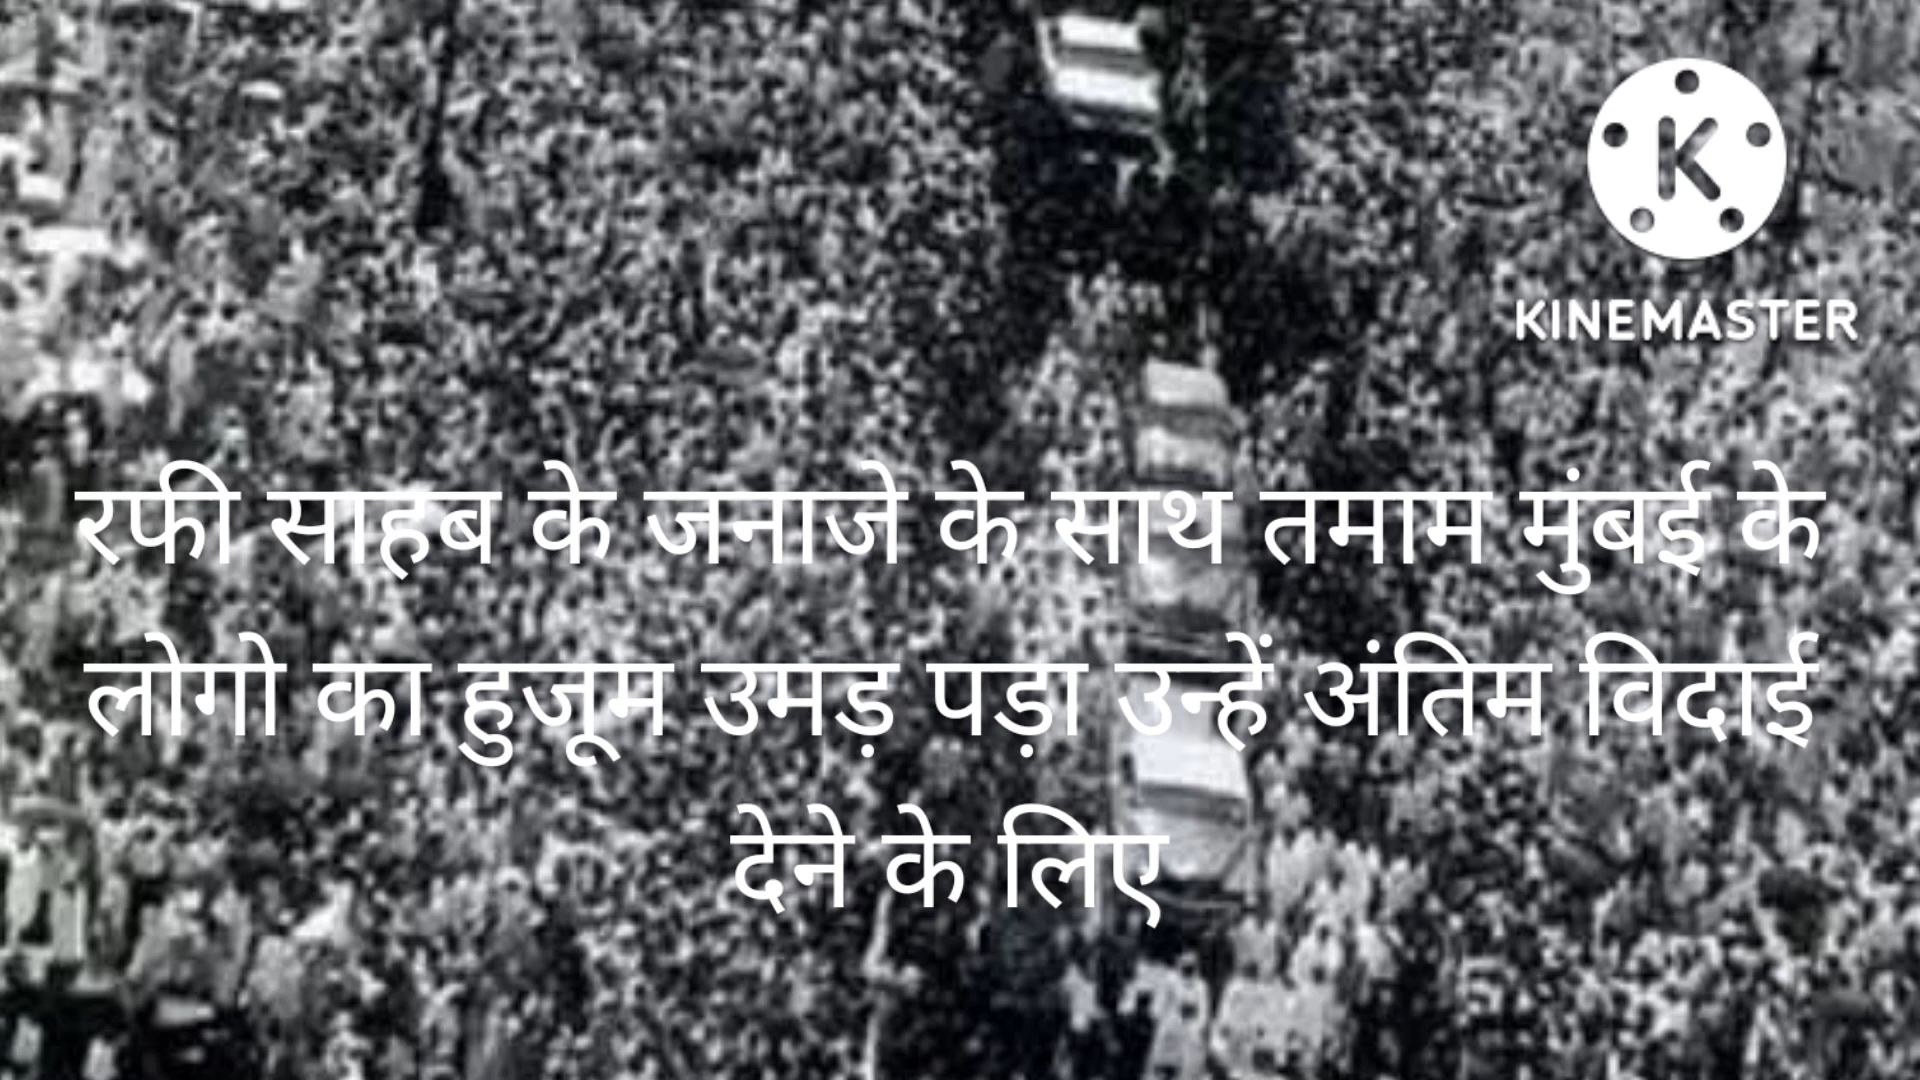 KINEMASTER
रफी साहब के जनाजे के साथ तमाम मुंबई के
लोगो का हुजूम उमड़ पड़ा उन्हें अंतिम विदाई
देने के लिए